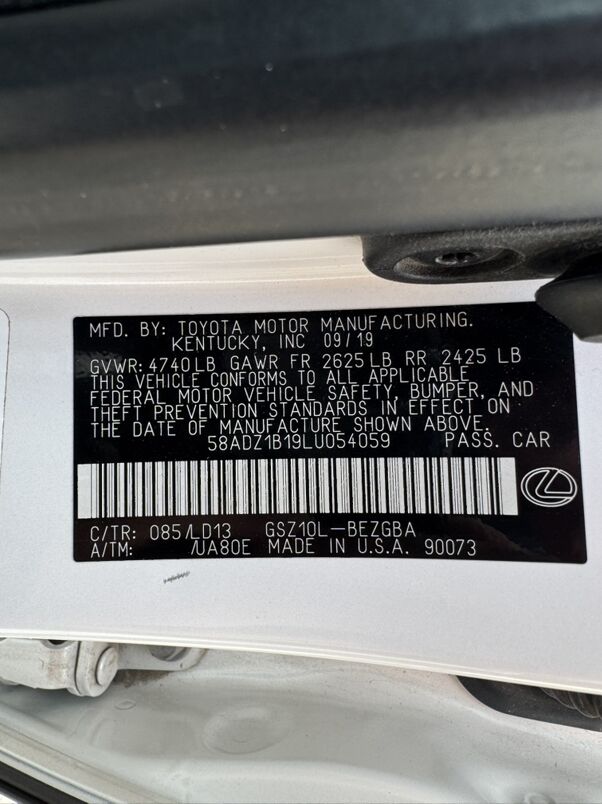 MFD. BY: TOYOTA MOTOR MANUFACTURING.
KENTUCKY, INC 09/19
GVWR: 4740LB GAWR FR 2625LB RR 2425 LB
THIS VEHICLE CONFORMS TO ALL APPLICABLE
FEDERAL MOTOR VEHICLE SAFETY, BUMPER, AND
THEFT PREVENTION STANDARDS IN EFFECT ON
THE DATE OF MANUFACTURE SHOWN ABOVE.
58ADZ1B19LU054059 PASS. CAR
C/TR: 085/LD13 GSZ10L-BEZGBA
A/TM: /UA80E MADE IN U.S.A. 90073